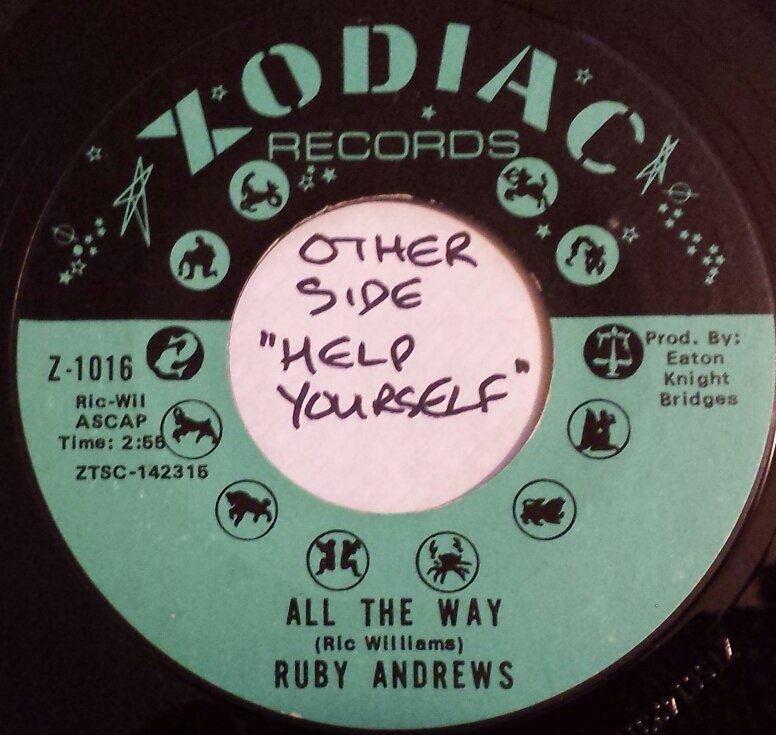 ZODIAC
RECORDS
OTHER
SIDE
"HELP
YOURSELF"
Z-1016
Ric-Wil
ASCAP
Time: 2:55
ZTSC-142315
Prod. By:
Eaton
Knight
Bridges
ALL THE WAY
(Ric Williams)
RUBY ANDREWS